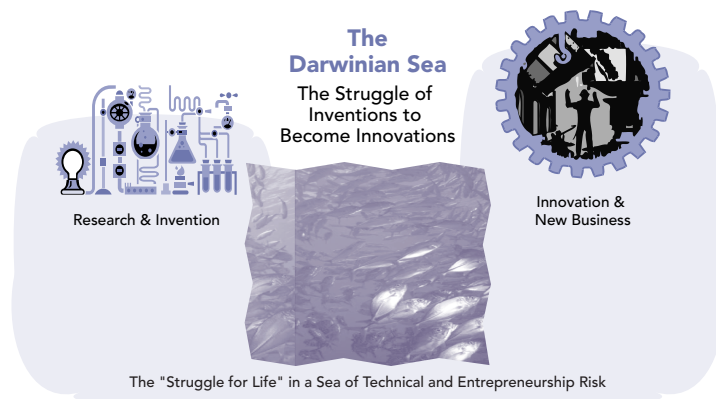 The
Darwinian Sea
The Struggle of
Inventions to
Become Innovations
Research & Invention
Innovation &
New Business
The "Struggle for Life" in a Sea of Technical and Entrepreneurship Risk